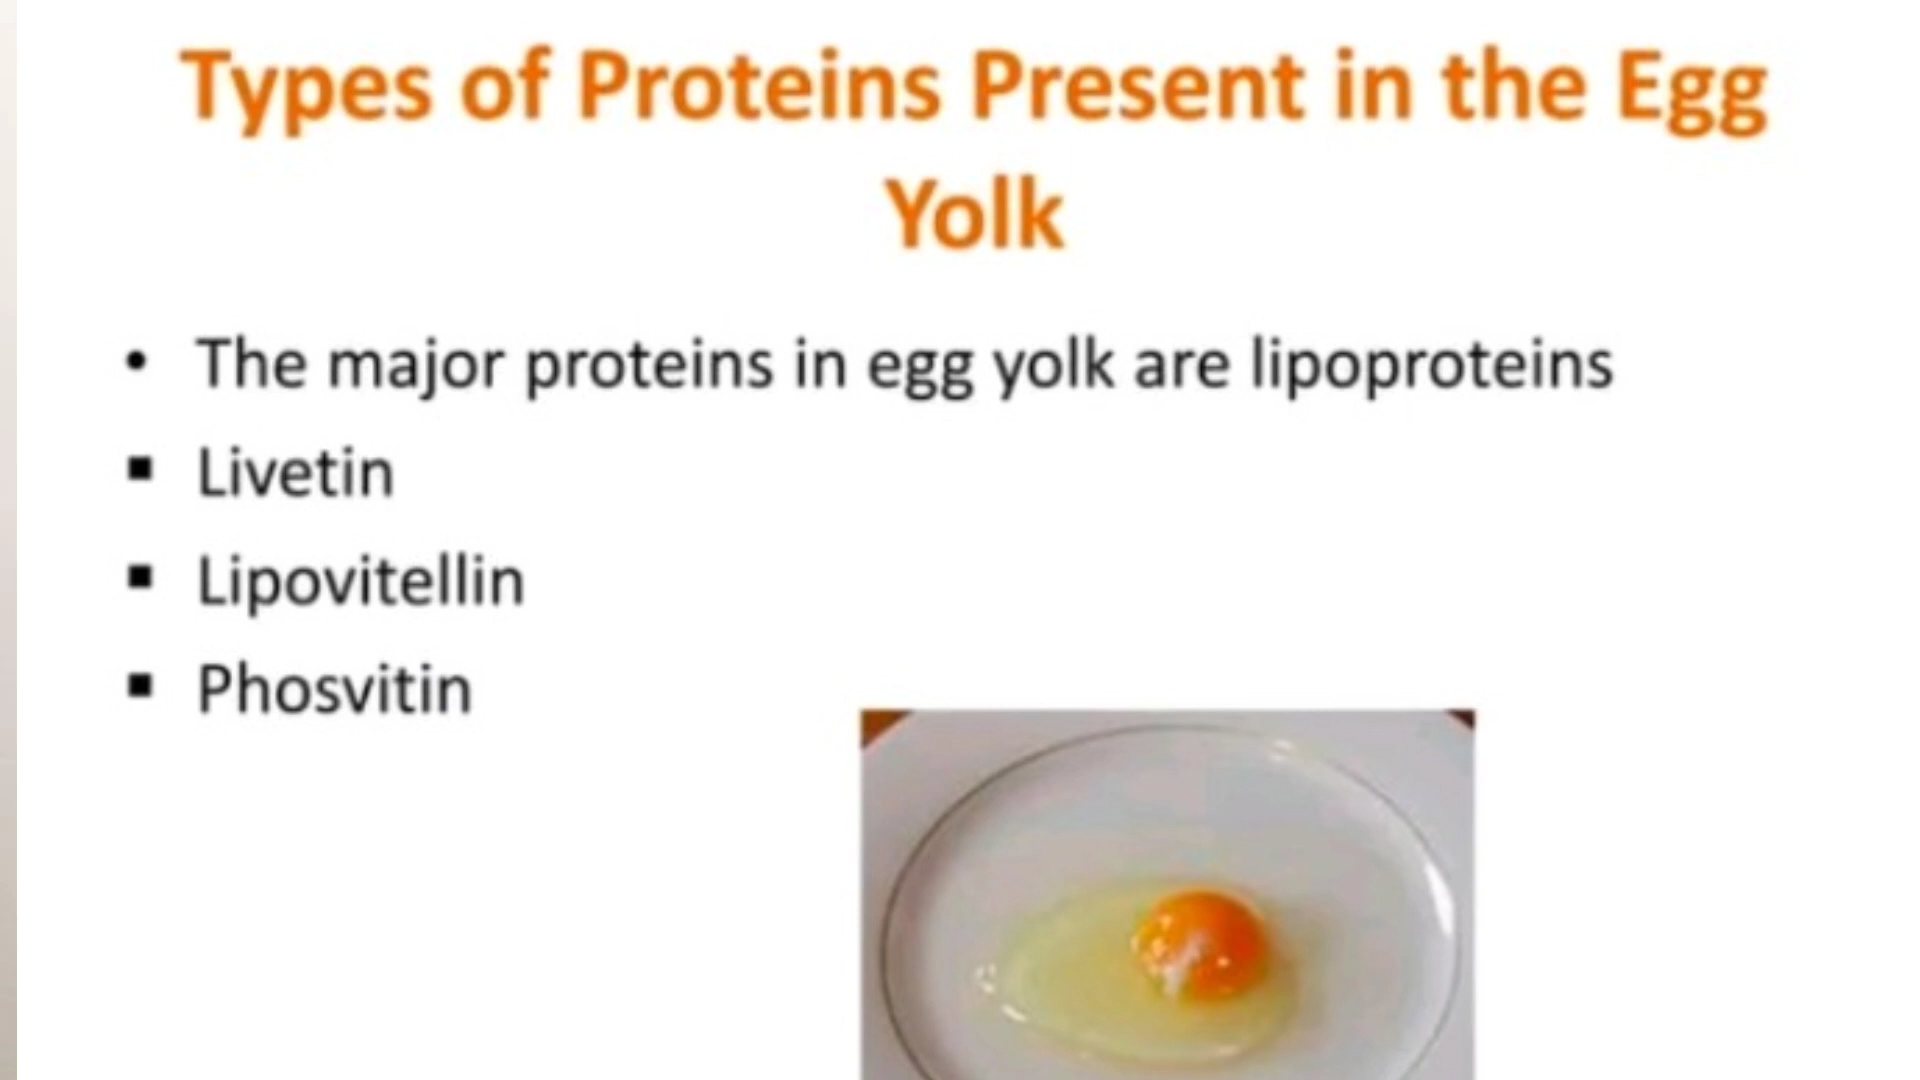 Types of Proteins Present in the Egg
Yolk
• The major proteins in egg yolk are lipoproteins
▪ Livetin
▪ Lipovitellin
▪ Phosvitin